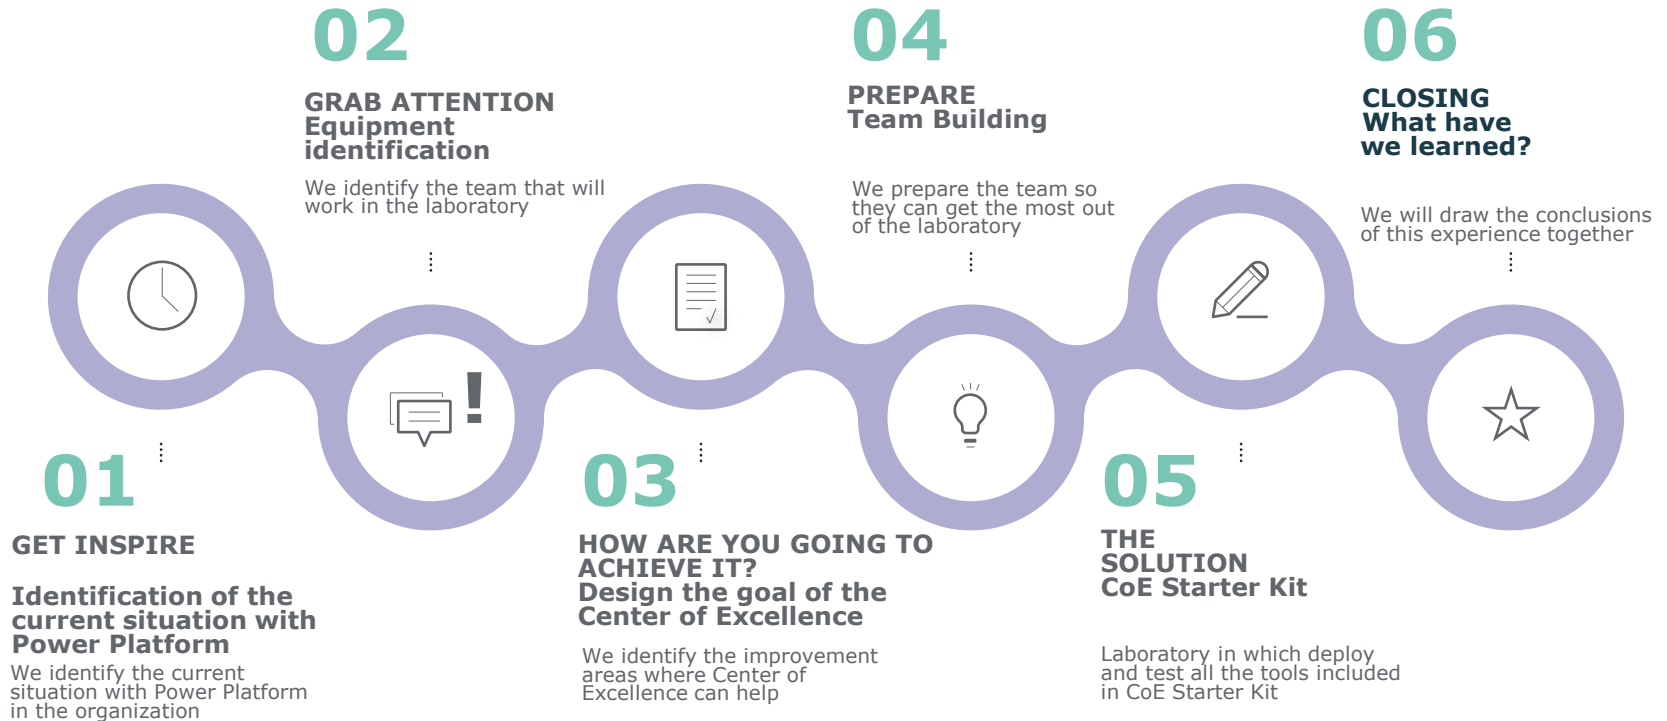 01
GET INSPIRE
Identification of the
current situation with
Power Platform
We identify the current
situation with Power Platform
in the organization
02
GRAB ATTENTION
Equipment
identification
We identify the team that will
work in the laboratory
!
03
HOW ARE YOU GOING TO
ACHIEVE IT?
Design the goal of the
Center of Excellence
We identify the improvement
areas where Center of
Excellence can help
04
PREPARE
Team Building
We prepare the team so
they can get the most out
of the laboratory
05
THE
SOLUTION
CoE Starter Kit
Laboratory in which deploy
and test all the tools included
in CoE Starter Kit
06
CLOSING
What have
we learned?
We will draw the conclusions
of this experience together